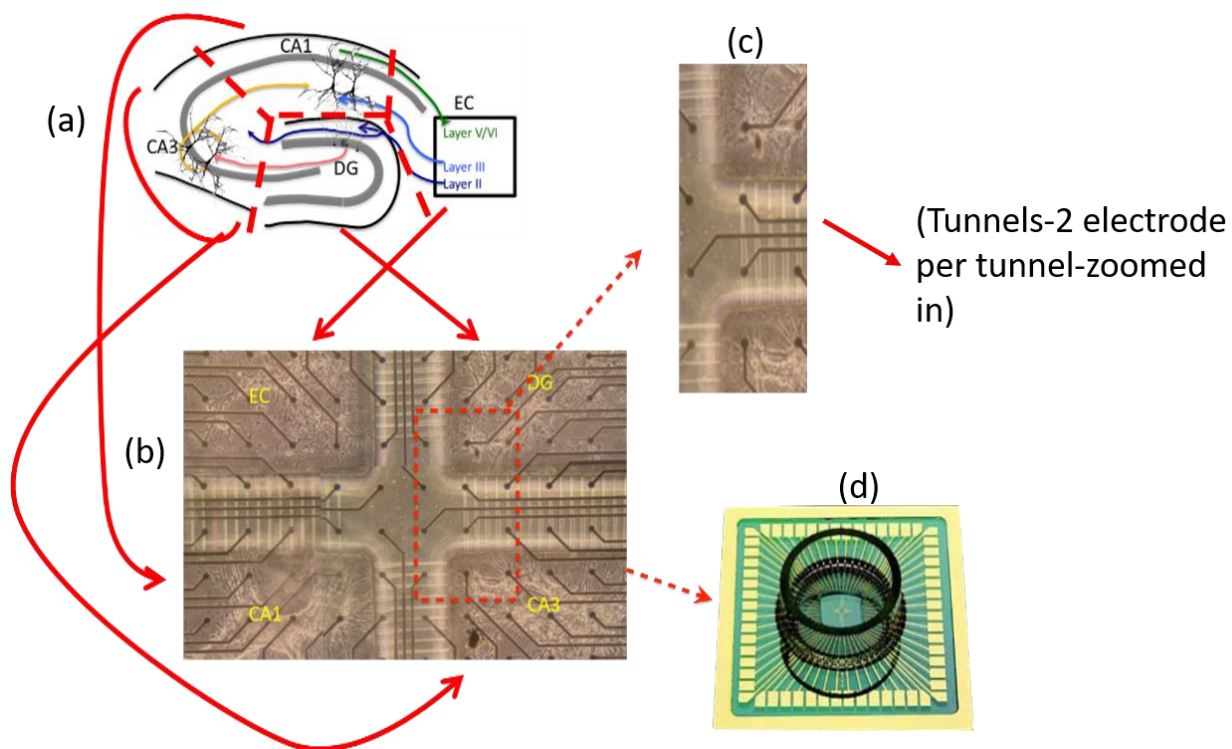 (a)
CA1
EC
Layer V/VI
CA3
DG
Layer III
Layer II
(c)
(Tunnels-2 electrode
per tunnel-zoomed
in)
(b)
EC
DG
CA1
CA3
(d)